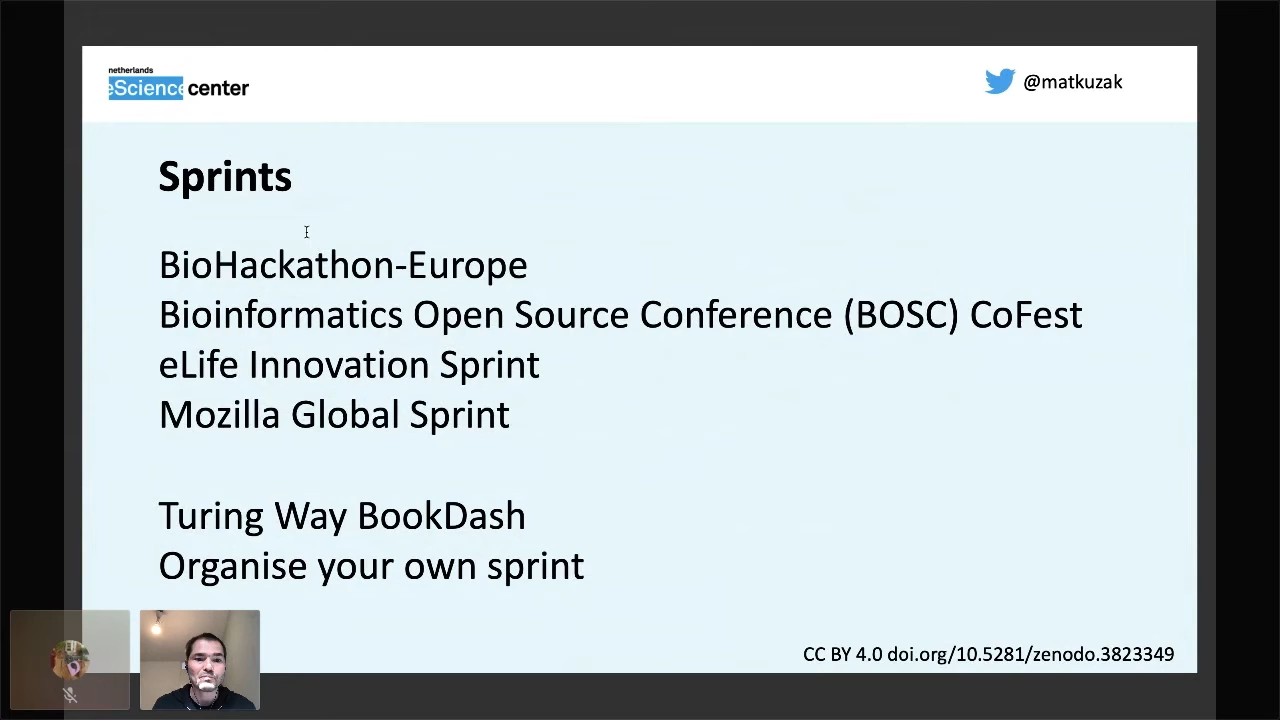 netherlands
eScience center
@matkuzak
Sprints
BioHackathon-Europe
Bioinformatics Open Source Conference (BOSC) CoFest
eLife Innovation Sprint
Mozilla Global Sprint
Turing Way BookDash
Organise your own sprint
CC BY 4.0 doi.org/10.5281/zenodo.3823349